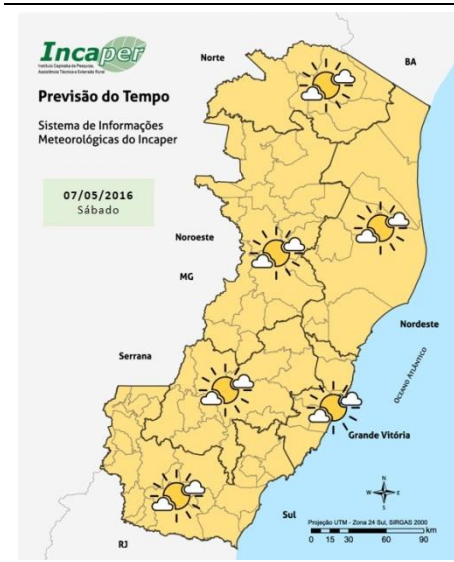 Incaper
Instituto Capixaba de Pesquisa,
Assistência Técnica e Extensão Rural
Previsão do Tempo
Sistema de Informações
Meteorológicas do Incaper
07/05/2016
Sábado
Norte
BA
Noroeste
MG
Nordeste
OCEANO ATLÂNTICO
Serrana
Grande Vitória
Sul
RJ
N
W E
S
Projeção UTM - Zona 24 Sul, SIRGAS 2000
km
0 15 30 60 90